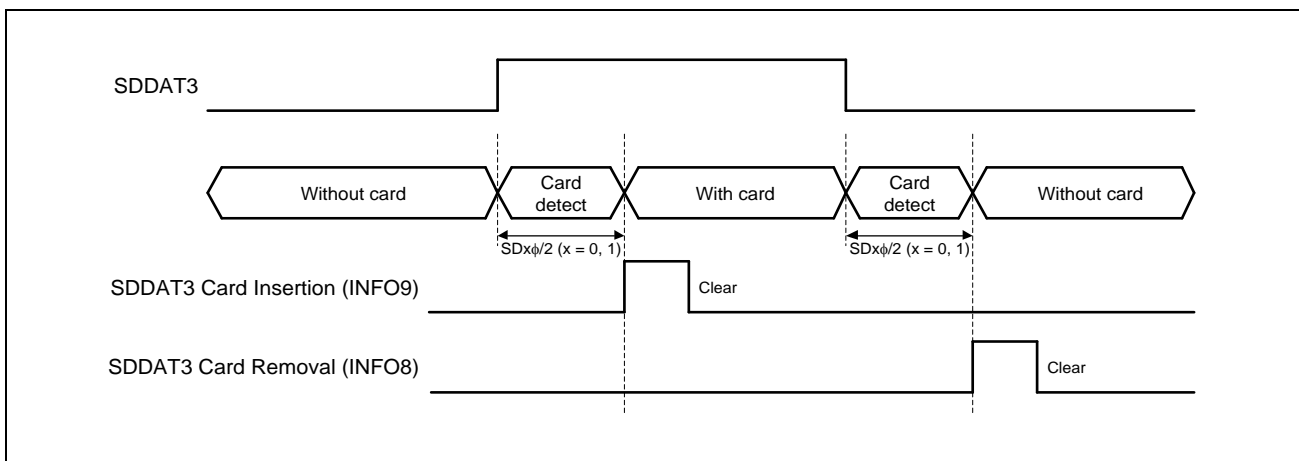 SDDAT3
Without card
Card
detect
With card
Card
detect
Without card
SDxϕ/2 (x = 0, 1)
SDxϕ/2 (x = 0, 1)
SDDAT3 Card Insertion (INFO9)
Clear
SDDAT3 Card Removal (INFO8)
Clear